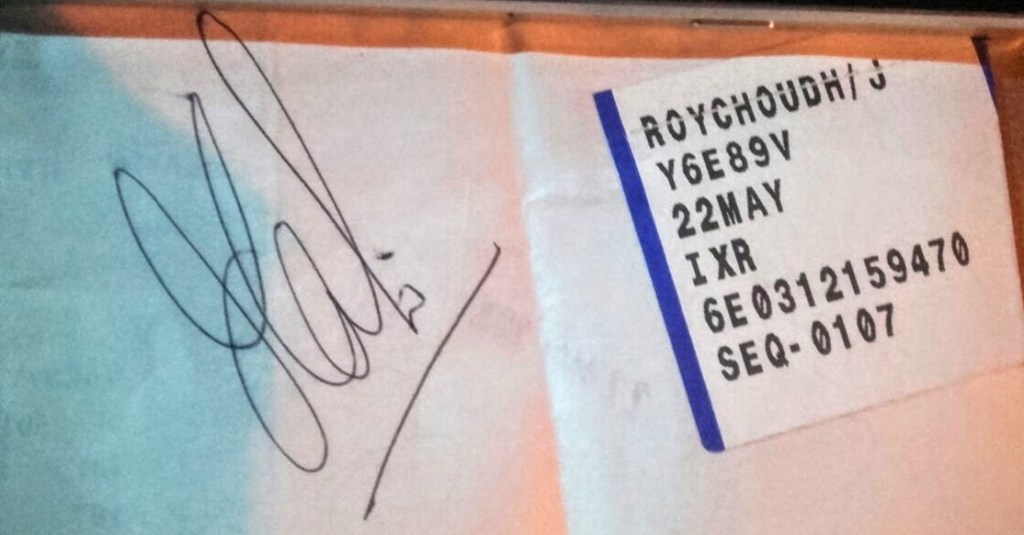 ROYCHOUDH/J
Y6E89V
22MAY
IXR
6E0312159470
SEQ-0107